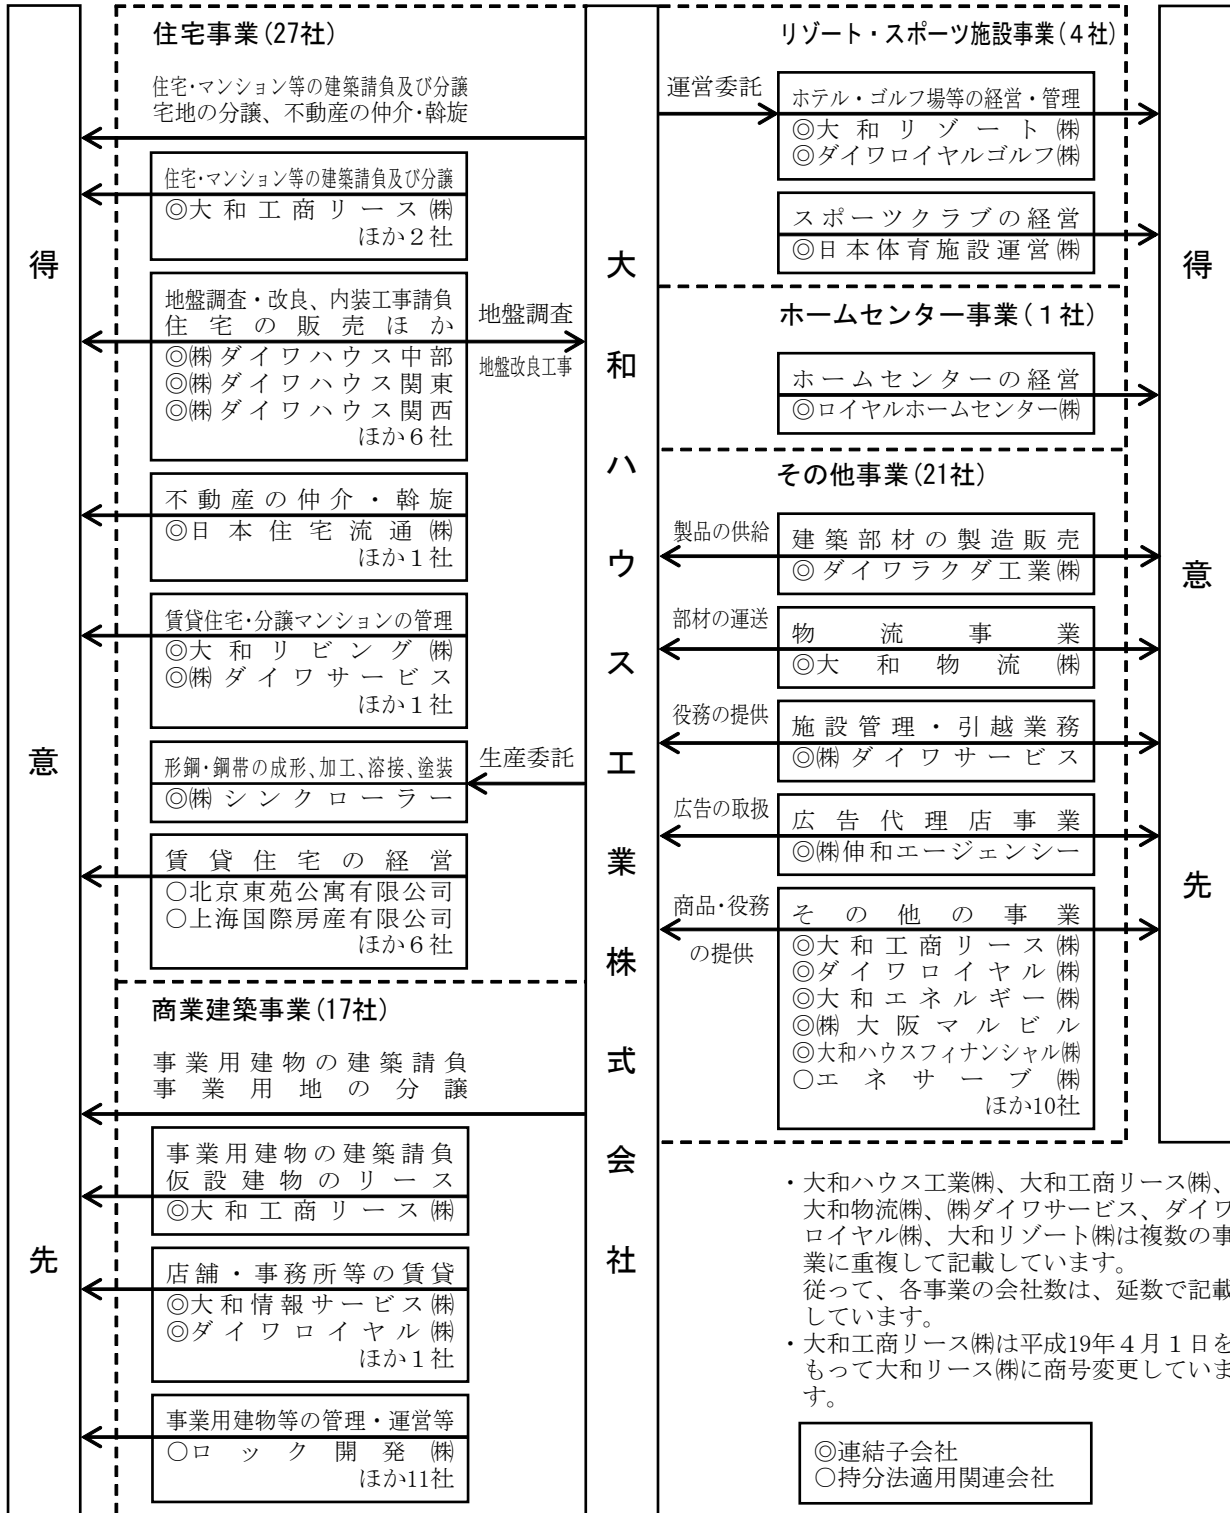 住宅事業(27社)
住宅・マンション等の建築請負及び分譲
宅地の分譲、不動産の仲介・斡旋
住宅・マンション等の建築請負及び分譲
◎大和工商リース㈱
ほか2社
地盤調査・改良、内装工事請負
住宅の販売ほか
◎㈱ダイワハウス中部
◎㈱ダイワハウス関東
◎㈱ダイワハウス関西
ほか6社
地盤調査
地盤改良工事
不動産の仲介・斡旋
◎日本住宅流通㈱
ほか1社
賃貸住宅・分譲マンションの管理
◎大和リビング㈱
◎㈱ダイワサービス
ほか1社
形鋼・鋼帯の成形、加工、溶接、塗装
◎㈱シンクローラー
生産委託
賃貸住宅の経営
○北京東苑公寓有限公司
○上海国際房産有限公司
ほか6社
商業建築事業(17社)
事業用建物の建築請負
事業用地の分譲
事業用建物の建築請負
仮設建物のリース
◎大和工商リース㈱
店舗・事務所等の賃貸
◎大和情報サービス㈱
◎ダイワロイヤル㈱
ほか1社
事業用建物等の管理・運営等
○ロック開発㈱
ほか11社
得意先
大和ハウス工業株式会社
リゾート・スポーツ施設事業(4社)
運営委託
ホテル・ゴルフ場等の経営・管理
◎大和リゾート㈱
◎ダイワロイヤルゴルフ㈱
スポーツクラブの経営
◎日本体育施設運営㈱
ホームセンター事業(1社)
ホームセンターの経営
◎ロイヤルホームセンター㈱
その他事業(21社)
製品の供給
建築部材の製造販売
◎ダイワラクダ工業㈱
部材の運送
物流事業
◎大和物流㈱
役務の提供
施設管理・引越業務
◎㈱ダイワサービス
広告の取扱
広告代理店事業
◎㈱伸和エージェンシー
商品・役務
の提供
その他の事業
◎大和工商リース㈱
◎ダイワロイヤル㈱
◎大和エネルギー㈱
◎㈱大阪マルビル
◎大和ハウスフィナンシャル㈱
○エネサーブ㈱
ほか10社
得意先
・大和ハウス工業㈱、大和工商リース㈱、
大和物流㈱、㈱ダイワサービス、ダイワ
ロイヤル㈱、大和リゾート㈱は複数の事
業に重複して記載しています。
従って、各事業の会社数は、延数で記載
しています。
・大和工商リース㈱は平成19年4月1日を
もって大和リース㈱に商号変更していま
す。
◎連結子会社
○持分法適用関連会社